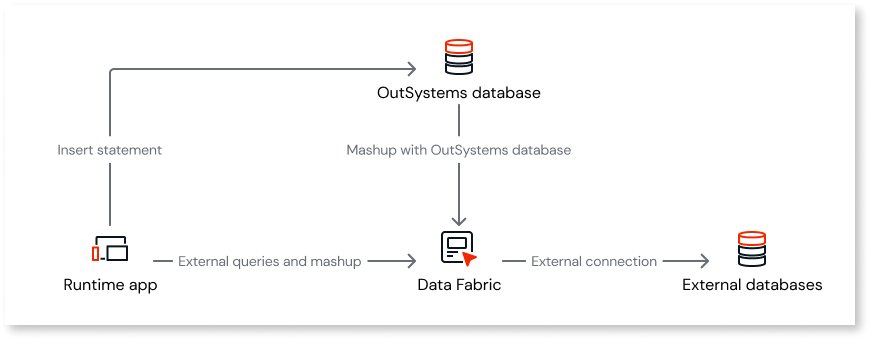 OutSystems database
Insert statement
Mashup with OutSystems database
External queries and mashup
External connection
Runtime app
Data Fabric
External databases